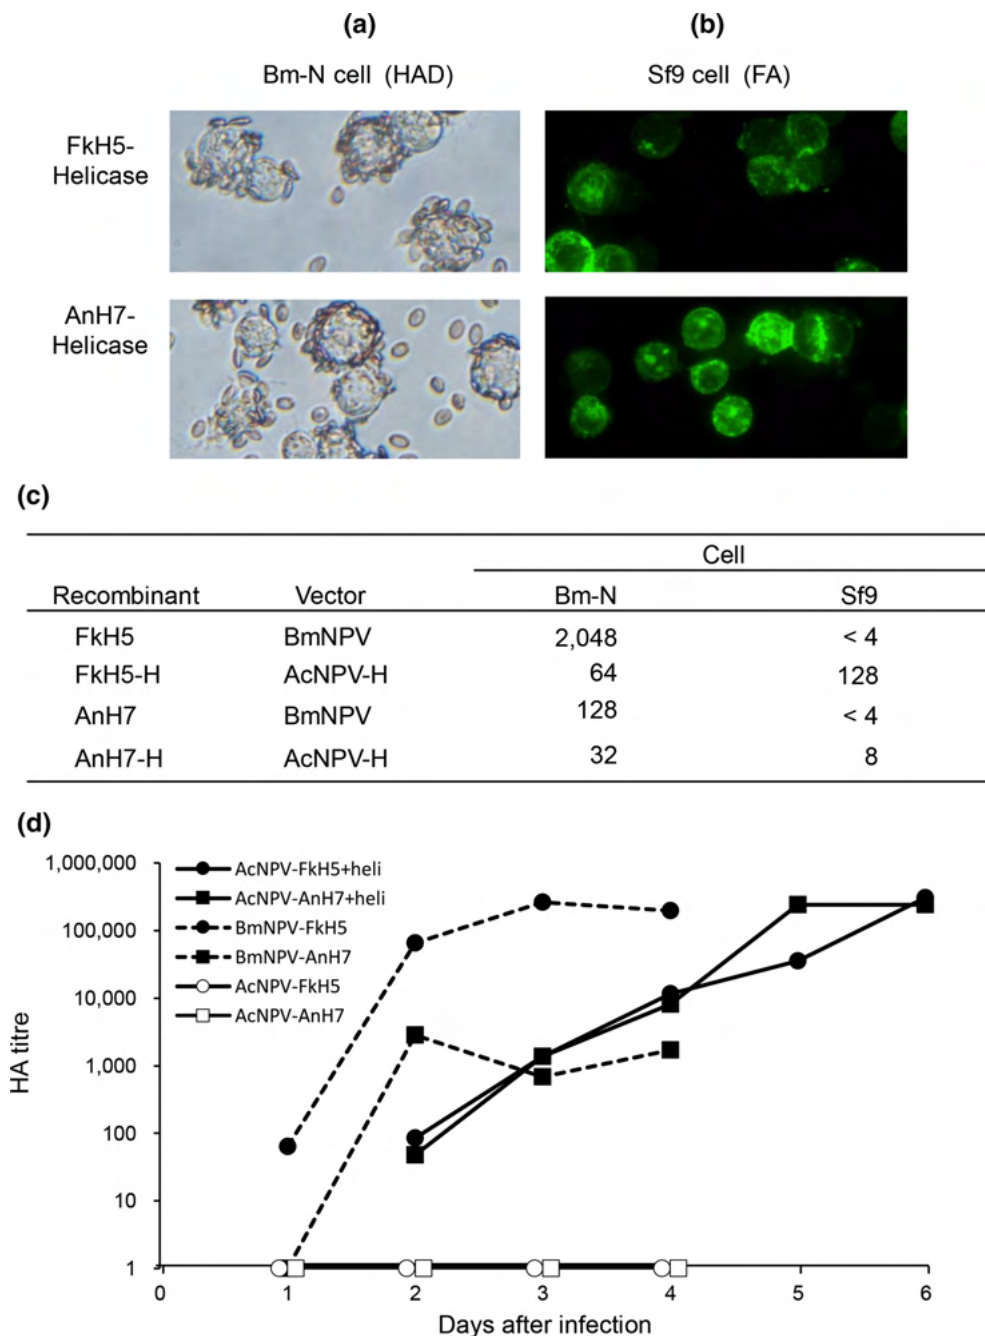 (a) (b)
Bm-N cell (HAD) Sf9 cell (FA)
FkH5-
Helicase
AnH7-
Helicase
(c)
Cell
Recombinant Vector Bm-N Sf9
FkH5 BmNPV 2,048 < 4
FkH5-H AcNPV-H 64 128
AnH7 BmNPV 128 < 4
AnH7-H AcNPV-H 32 8
(d)
1,000,000
100,000
10,000
1,000
100
10
1
HA titre
AcNPV-FkH5+heli
AcNPV-AnH7+heli
BmNPV-FkH5
BmNPV-AnH7
AcNPV-FkH5
AcNPV-AnH7
0 1 2 3 4 5 6
Days after infection